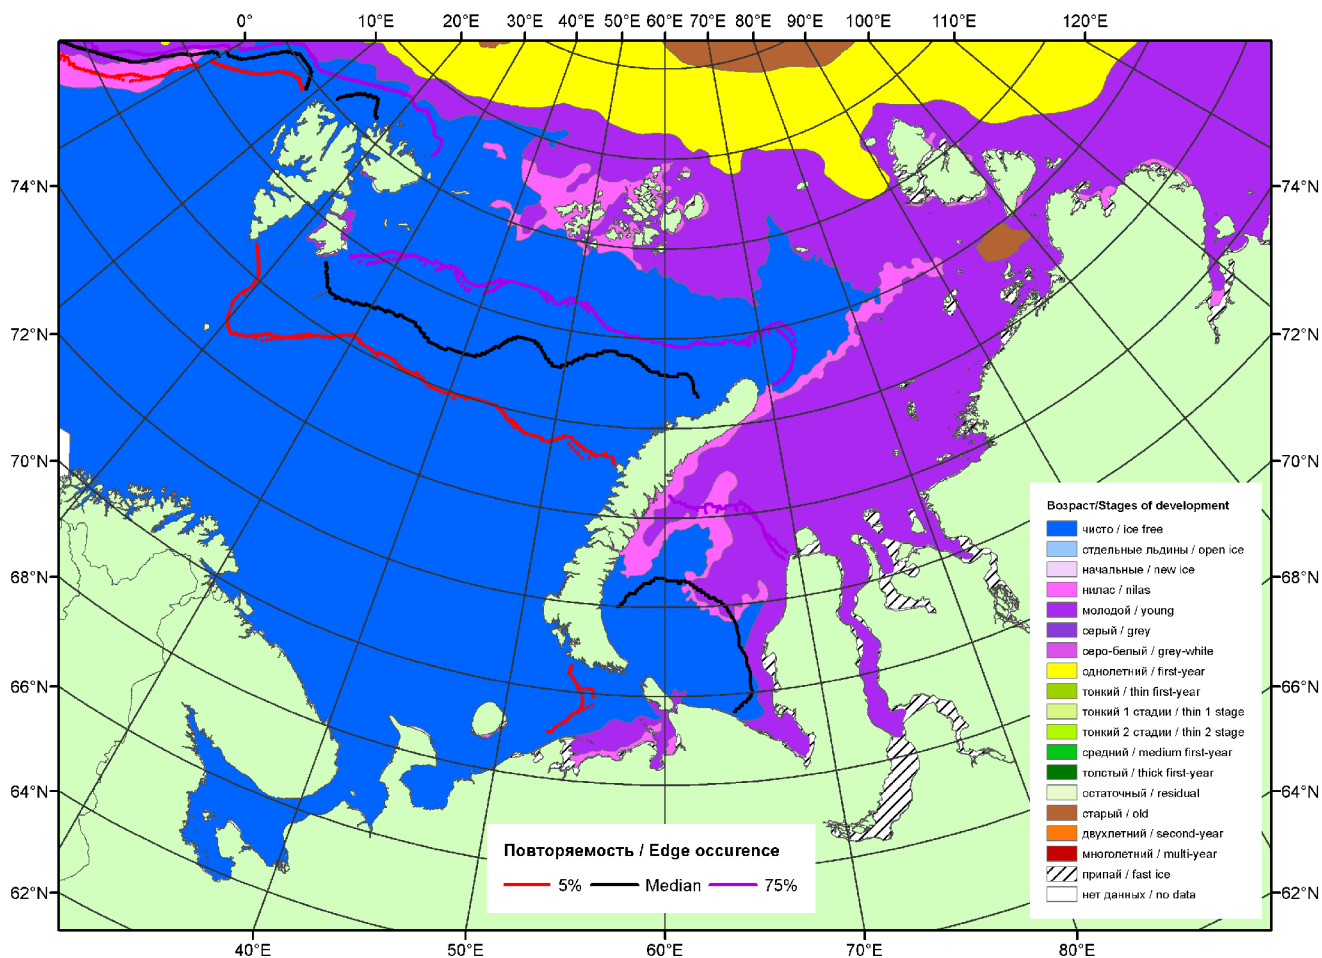 0° 10°E 20°E 30°E 40°E 50°E 60°E 70°E 80°E 90°E 100°E 110°E 120°E
74°N 74°N
72°N 72°N
70°N 70°N
68°N 68°N
66°N 66°N
64°N 64°N
62°N 62°N
Возраст/Stages of development
чисто / ice free
отдельные льдины / open ice
начальные / new ice
нилас / nilas
молодой / young
серый / grey
серо-белый / grey-white
однолетний / first-year
тонкий / thin first-year
тонкий 1 стадии / thin 1 stage
тонкий 2 стадии / thin 2 stage
средний / medium first-year
толстый / thick first-year
остаточный / residual
старый / old
двухлетний / second-year
многолетний / multi-year
припай / fast ice
нет данных / no data
Повторяемость / Edge occurence
5% Median 75%
40°E 50°E 60°E 70°E 80°E